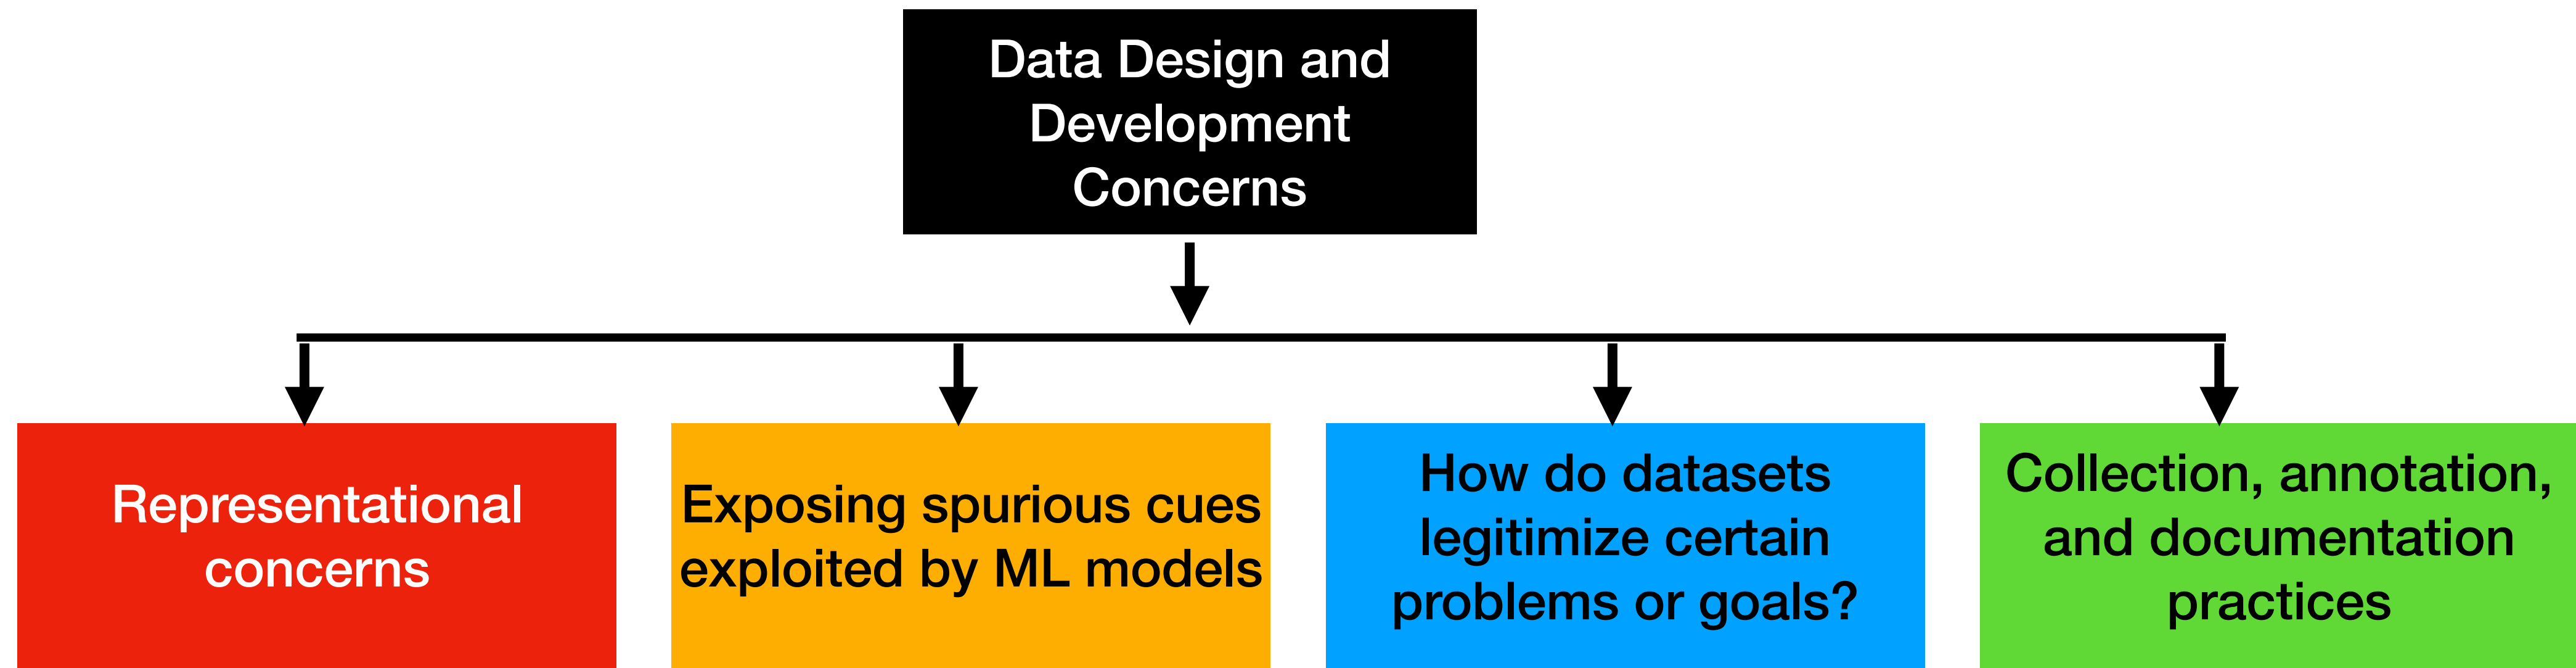 Data Design and
Development
Concerns
Representational
concerns
Exposing spurious cues
exploited by ML models
How do datasets
legitimize certain
problems or goals?
Collection, annotation,
and documentation
practices